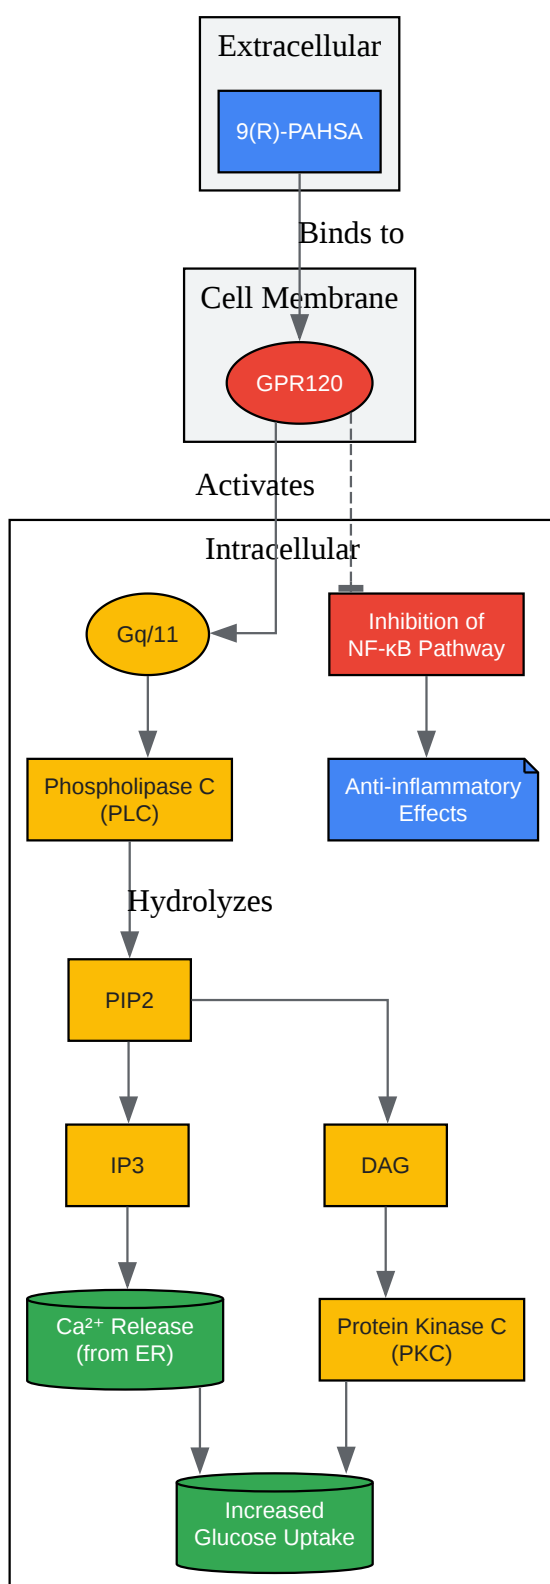 Extracellular
9(R)-PAHSA
Binds to
Cell Membrane
GPR120
Activates
Intracellular
Gq/11
Inhibition of
NF-κB Pathway
Phospholipase C
(PLC)
Anti-inflammatory
Effects
Hydrolyzes
PIP2
IP3
DAG
Ca²⁺ Release
(from ER)
Protein Kinase C
(PKC)
Increased
Glucose Uptake